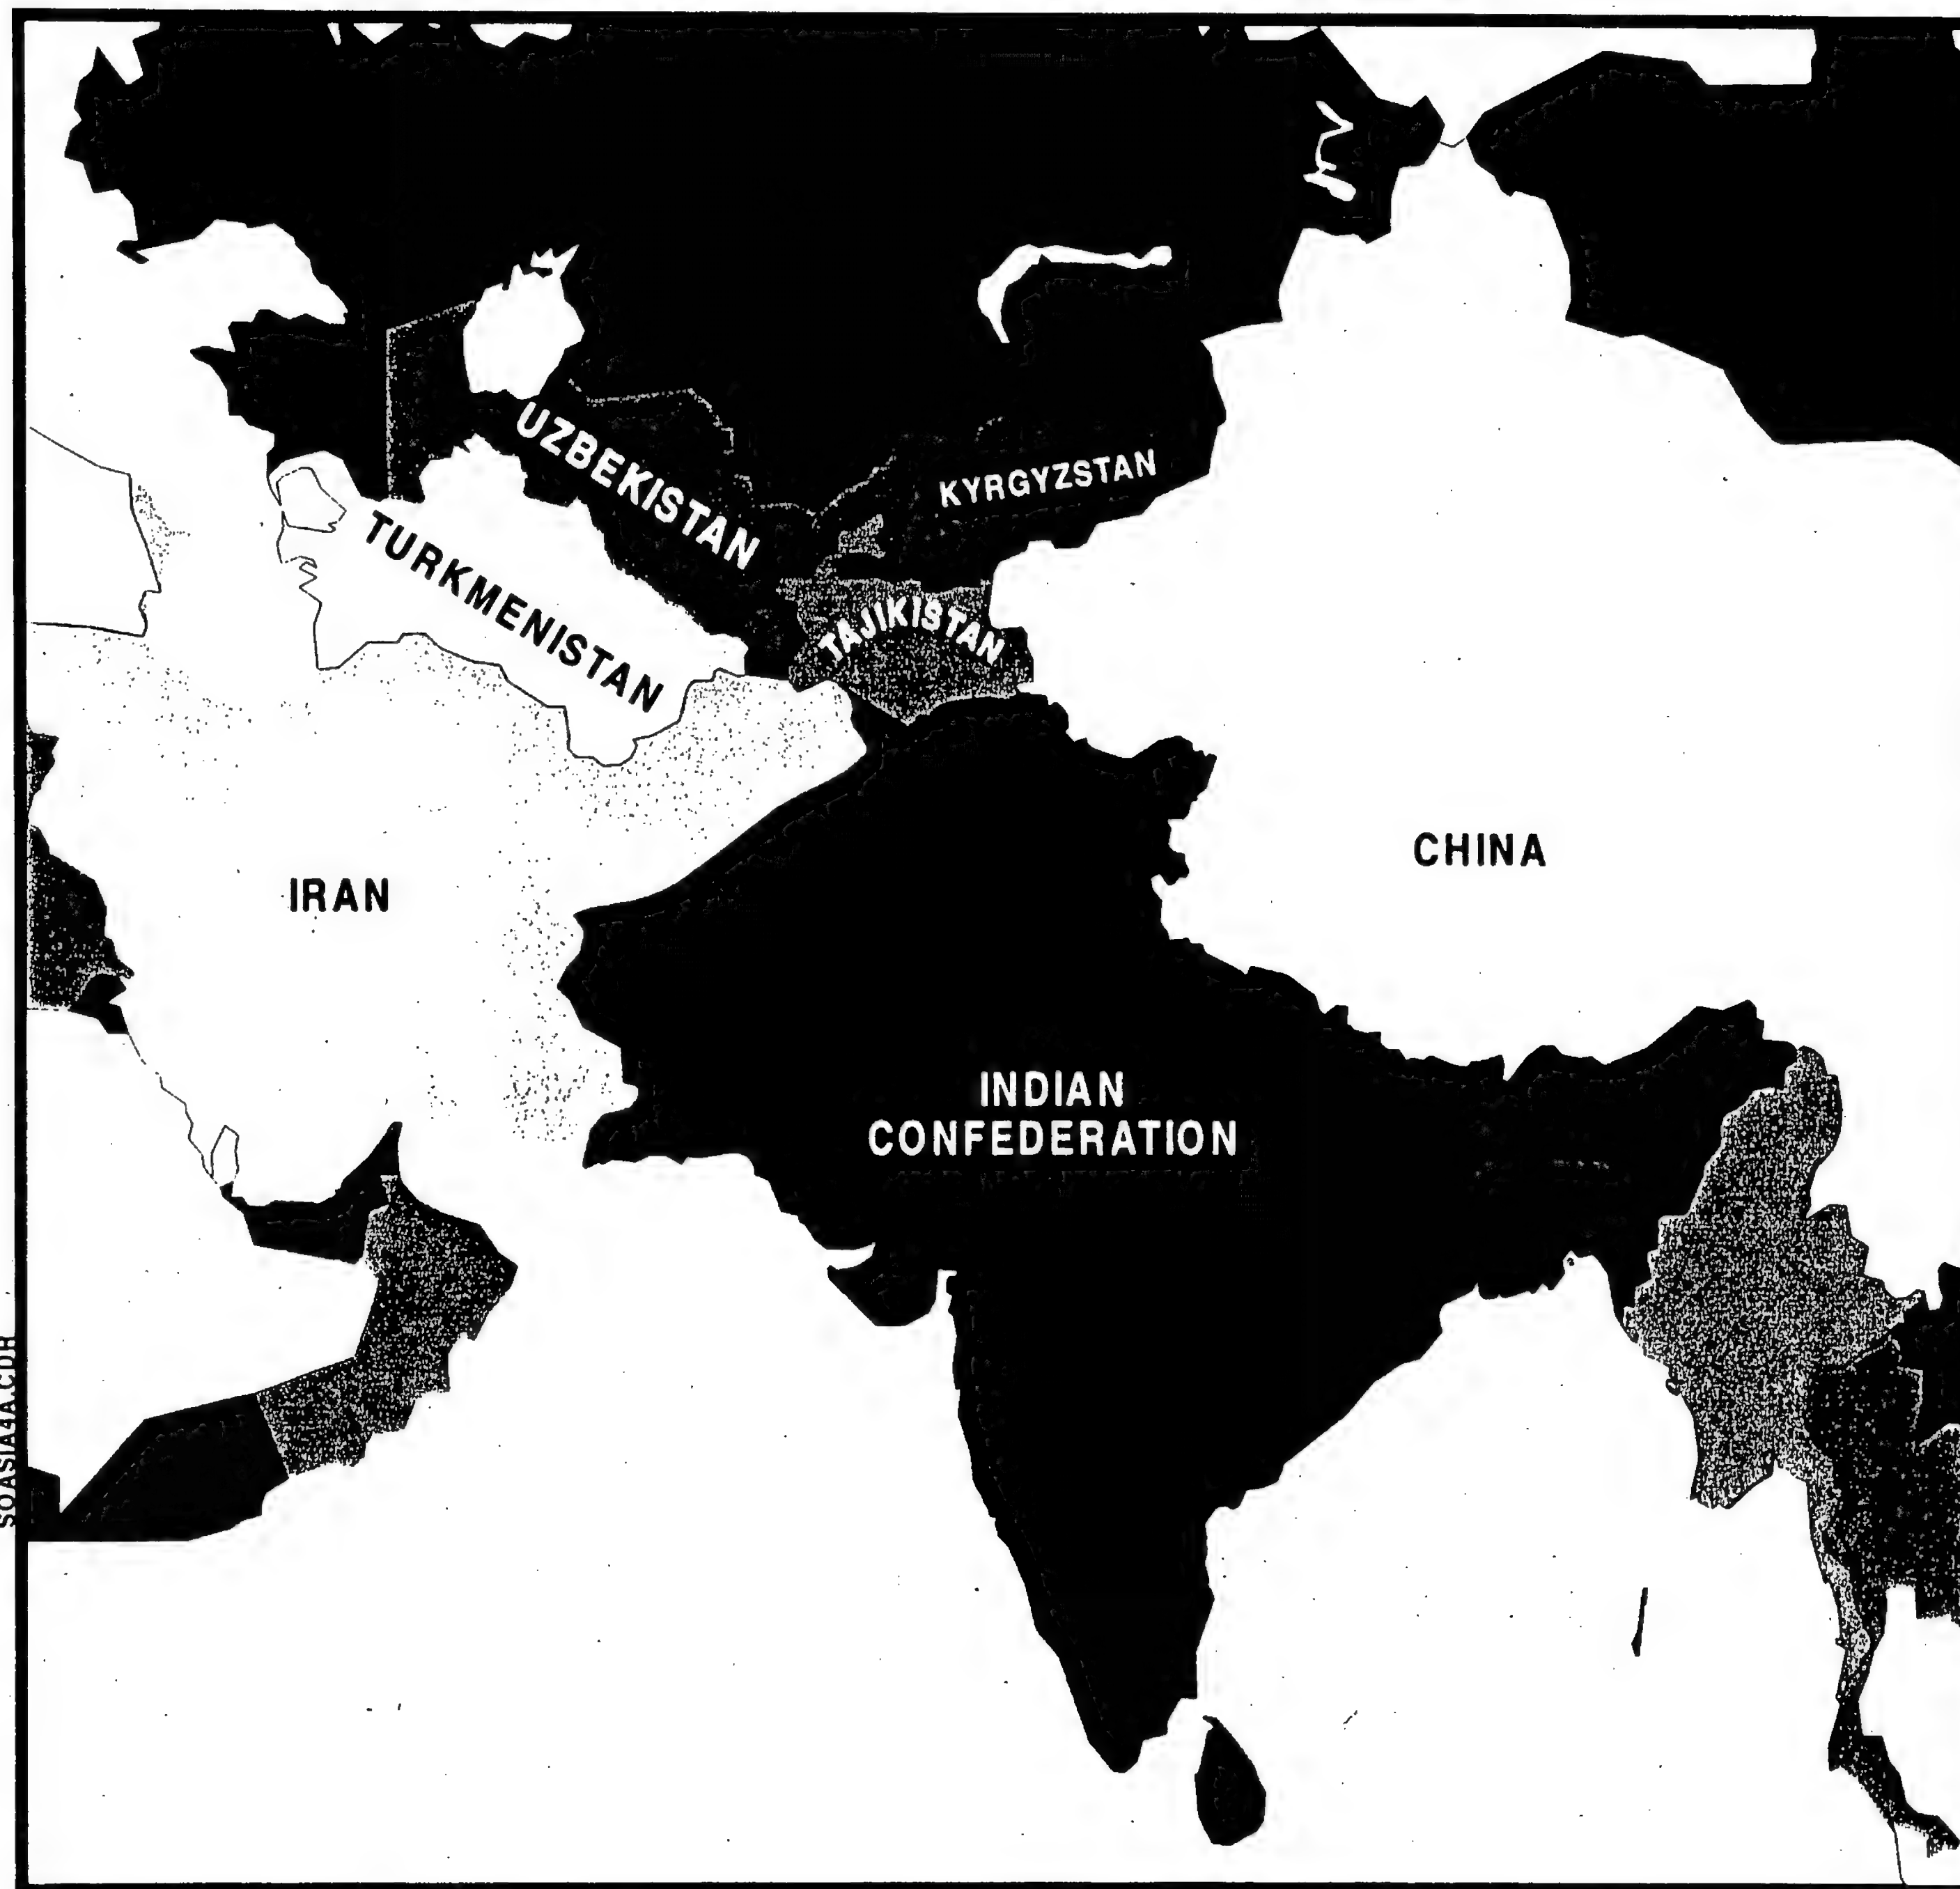 UZBEKISTAN
KYRGYZSTAN
TURKMENISTAN
TAJIKISTAN
CHINA
IRAN
INDIAN
CONFEDERATION
SOASIA4A.CDR